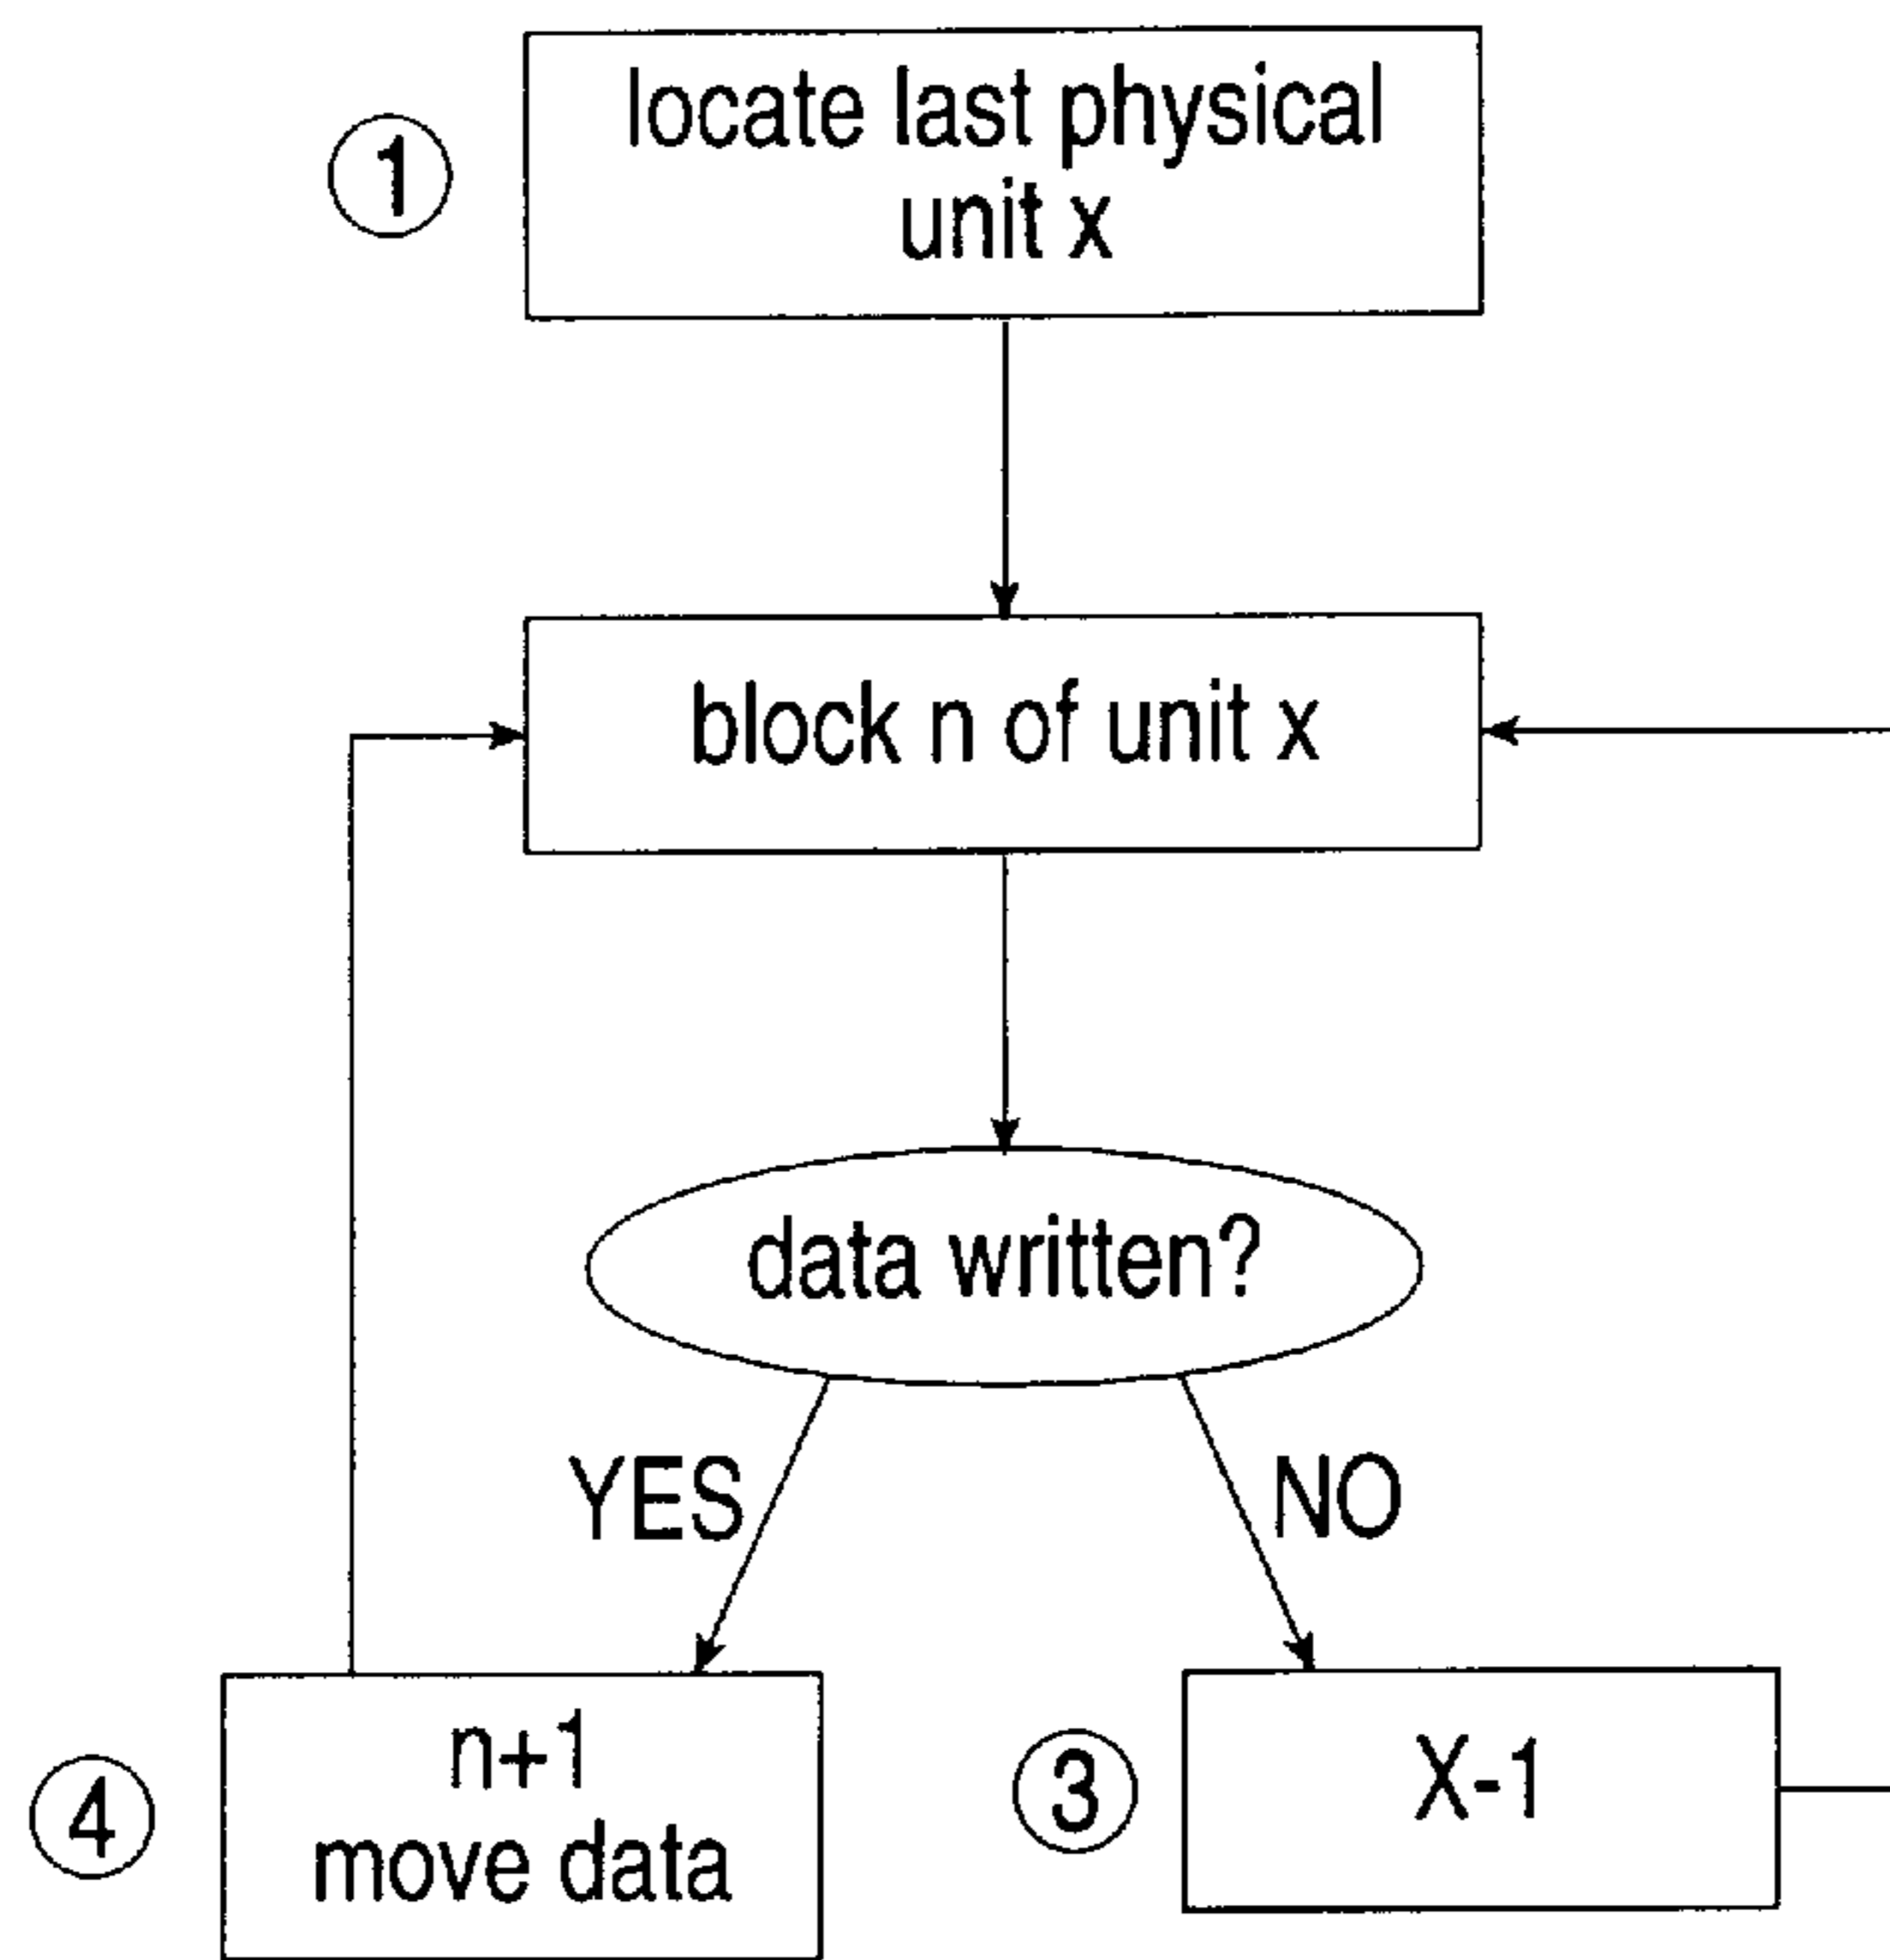 1
locate last physical
unit x
block n of unit x
data written?
YES
NO
4
n+1
move data
3
X-1